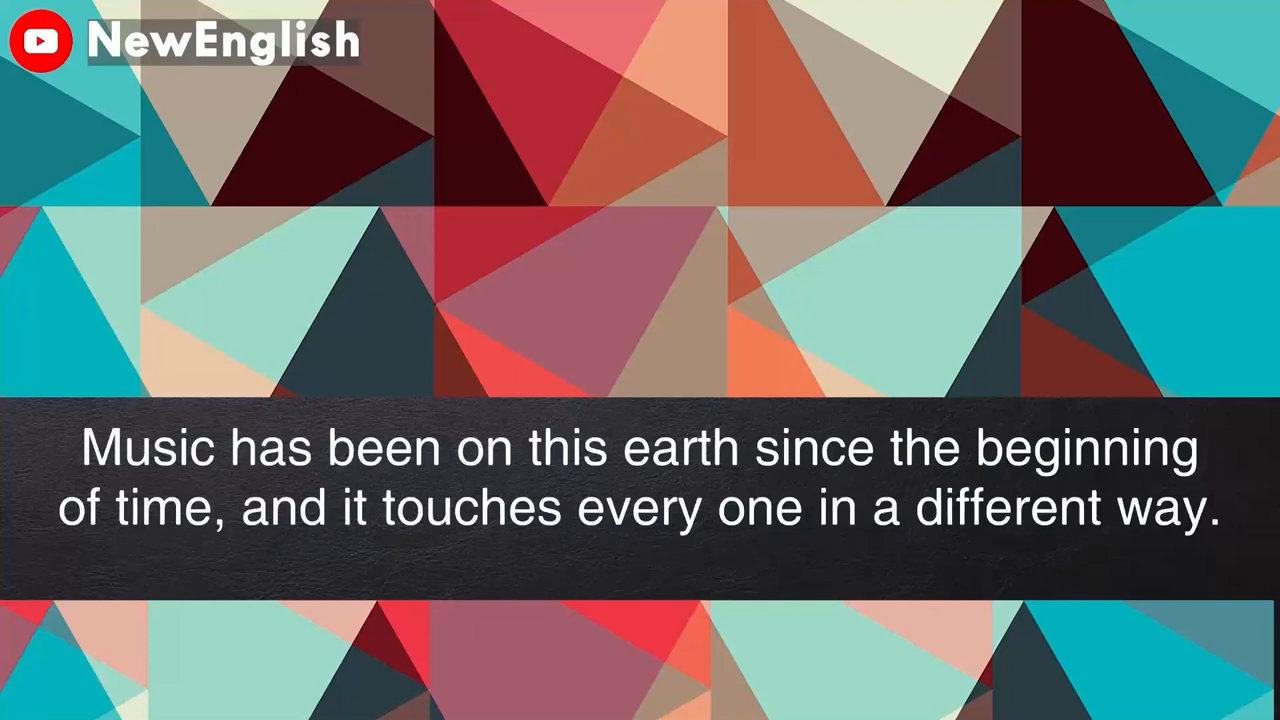 NewEnglish
Music has been on this earth since the beginning
of time, and it touches every one in a different way.